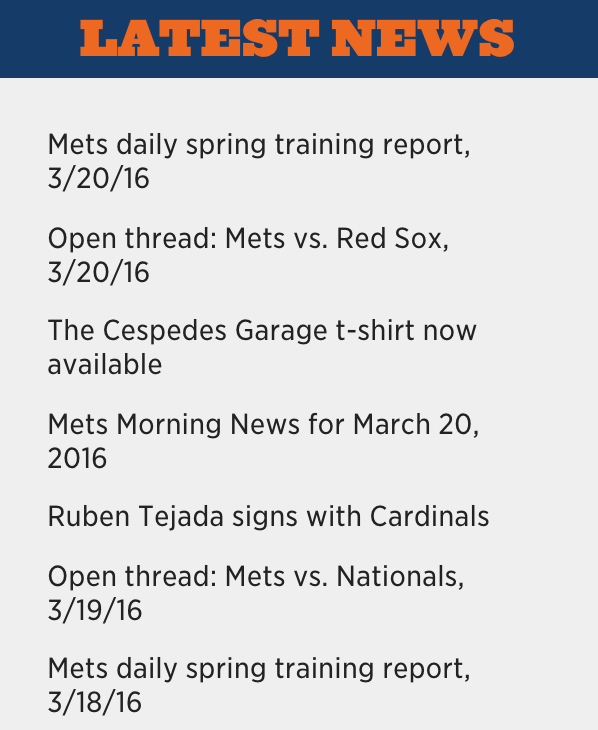 LATEST NEWS
Mets daily spring training report,
3/20/16
Open thread: Mets vs. Red Sox,
3/20/16
The Cespedes Garage t-shirt now
available
Mets Morning News for March 20,
2016
Ruben Tejada signs with Cardinals
Open thread: Mets vs. Nationals,
3/19/16
Mets daily spring training report,
3/18/16